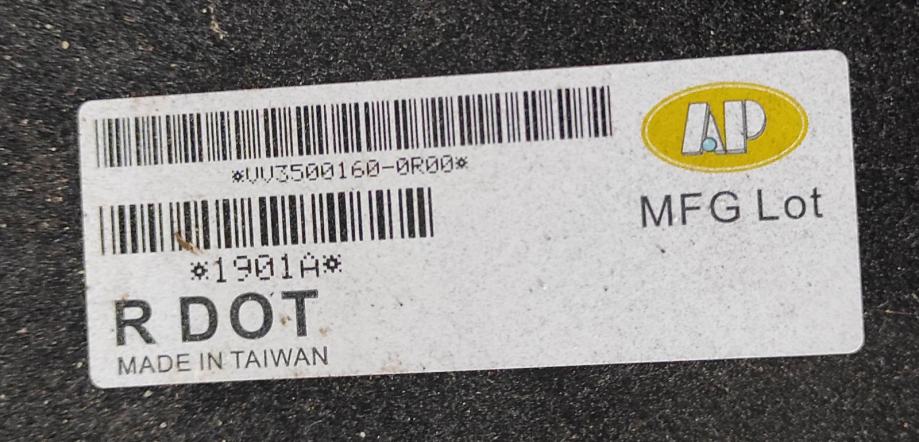 *VV3500160-0R00*
AP
MFG Lot
*1901A*
R DOT
MADE IN TAIWAN